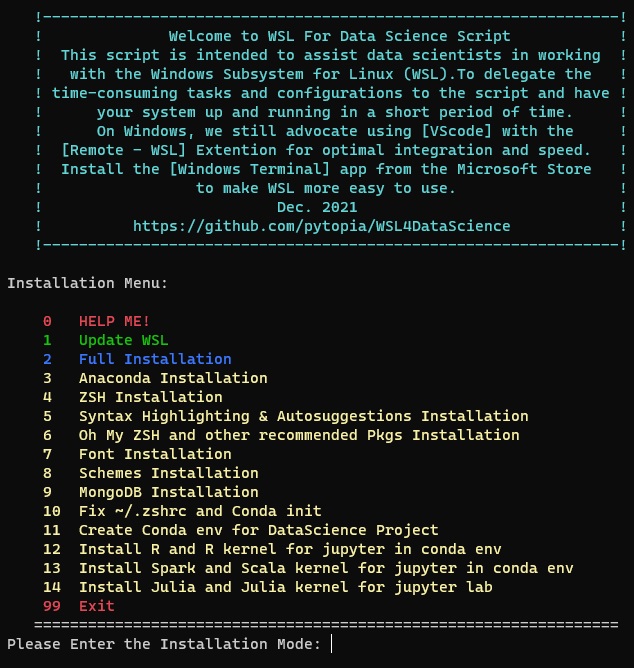 !----------------------------------------------------------------!
! Welcome to WSL For Data Science Script !
! This script is intended to assist data scientists in working !
! with the Windows Subsystem for Linux (WSL).To delegate the !
! time-consuming tasks and configurations to the script and have !
! your system up and running in a short period of time. !
! On Windows, we still advocate using [VScode] with the !
! [Remote - WSL] Extention for optimal integration and speed. !
! Install the [Windows Terminal] app from the Microsoft Store !
! to make WSL more easy to use. !
! Dec. 2021 !
! https://github.com/pytopia/WSL4DataScience !
!----------------------------------------------------------------!
Installation Menu:
0 HELP ME!
1 Update WSL
2 Full Installation
3 Anaconda Installation
4 ZSH Installation
5 Syntax Highlighting & Autosuggestions Installation
6 Oh My ZSH and other recommended Pkgs Installation
7 Font Installation
8 Schemes Installation
9 MongoDB Installation
10 Fix ~/.zshrc and Conda init
11 Create Conda env for DataScience Project
12 Install R and R kernel for jupyter in conda env
13 Install Spark and Scala kernel for jupyter in conda env
14 Install Julia and Julia kernel for jupyter lab
99 Exit
=================================================================
Please Enter the Installation Mode: